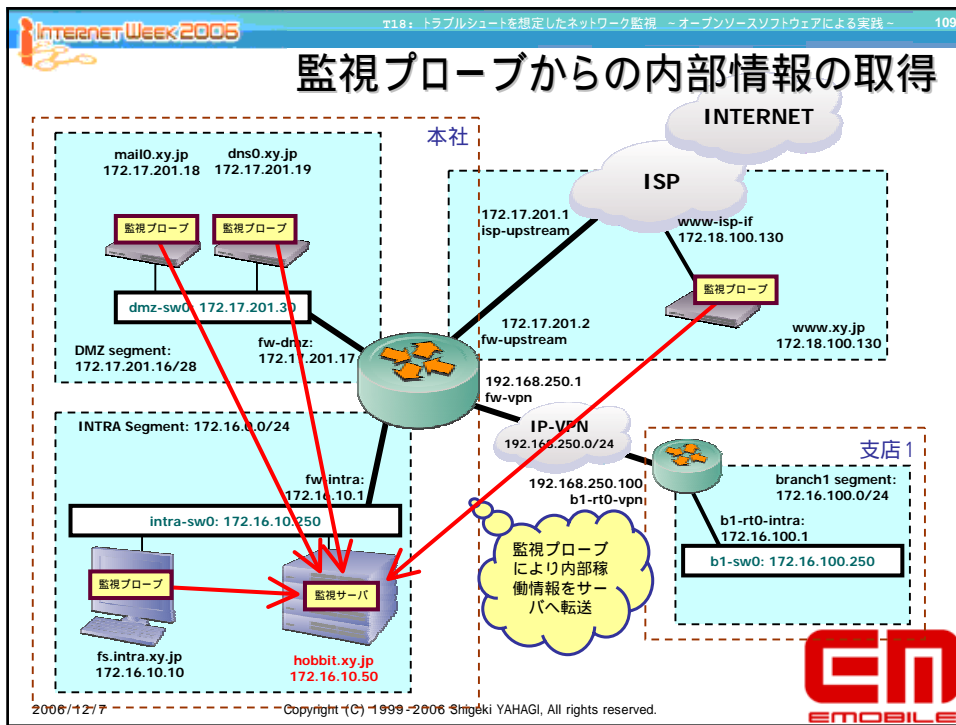 INTERNET WEEK 2006
T18: トラブルシュートを想定したネットワーク監視 ～オープンソースソフトウェアによる実践～ 109
監視プローブからの内部情報の取得
INTERNET
本社
mail0.xy.jp
172.17.201.18
dns0.xy.jp
172.17.201.19
ISP
172.17.201.1
isp-upstream
www-isp-if
172.18.100.130
監視プローブ
監視プローブ
監視プローブ
dmz-sw0: 172.17.201.30
172.17.201.2
fw-upstream
www.xy.jp
172.18.100.130
DMZ segment:
172.17.201.16/28
fw-dmz:
172.17.201.17
192.168.250.1
fw-vpn
INTRA Segment: 172.16.0.0/24
IP-VPN
192.168.250.0/24
支店1
fw-intra:
172.16.10.1
192.168.250.100
b1-rt0-vpn
branch1 segment:
172.16.100.0/24
intra-sw0: 172.16.10.250
b1-rt0-intra:
172.16.100.1
監視プローブ
により内部稼
働情報をサー
バへ転送
b1-sw0: 172.16.100.250
監視プローブ
監視サーバ
fs.intra.xy.jp
172.16.10.10
hobbit.xy.jp
172.16.10.50
EM
EMOBILE
2006/12/7
Copyright (C) 1999-2006 Shigeki YAHAGI, All rights reserved.